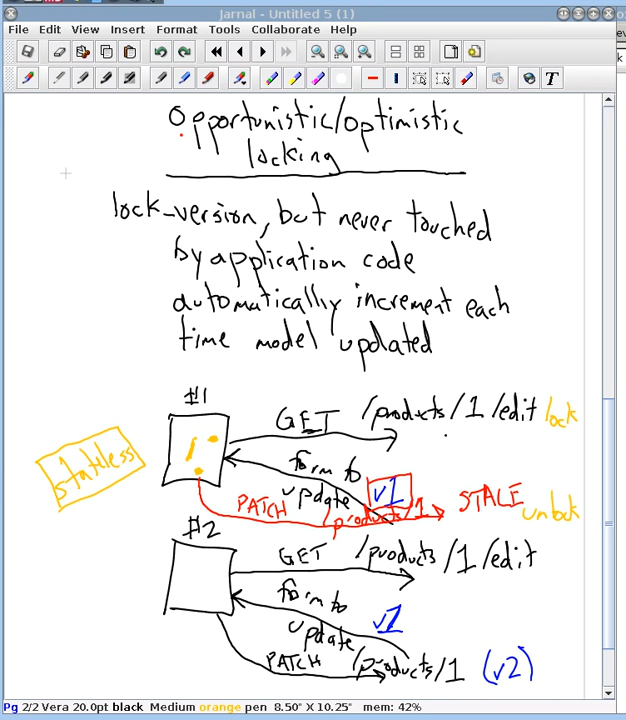 Jarnal - Untitled 5 (1)
File Edit View Insert Format Tools Collaborate Help
T
Opportunistic/optimistic
locking
lock_version, but never touched
by application code
automatically increment each
time model updated
#1
GET /products/1/edit lock
stateless
form to
update v1
PATCH /products/1 STALE
unlock
#2
GET /products/1/edit
form to
update v1
PATCH /products/1 (v2)
Pg 2/2 Vera 20.0pt black Medium orange pen 8.50" X 10.25" mem: 42%